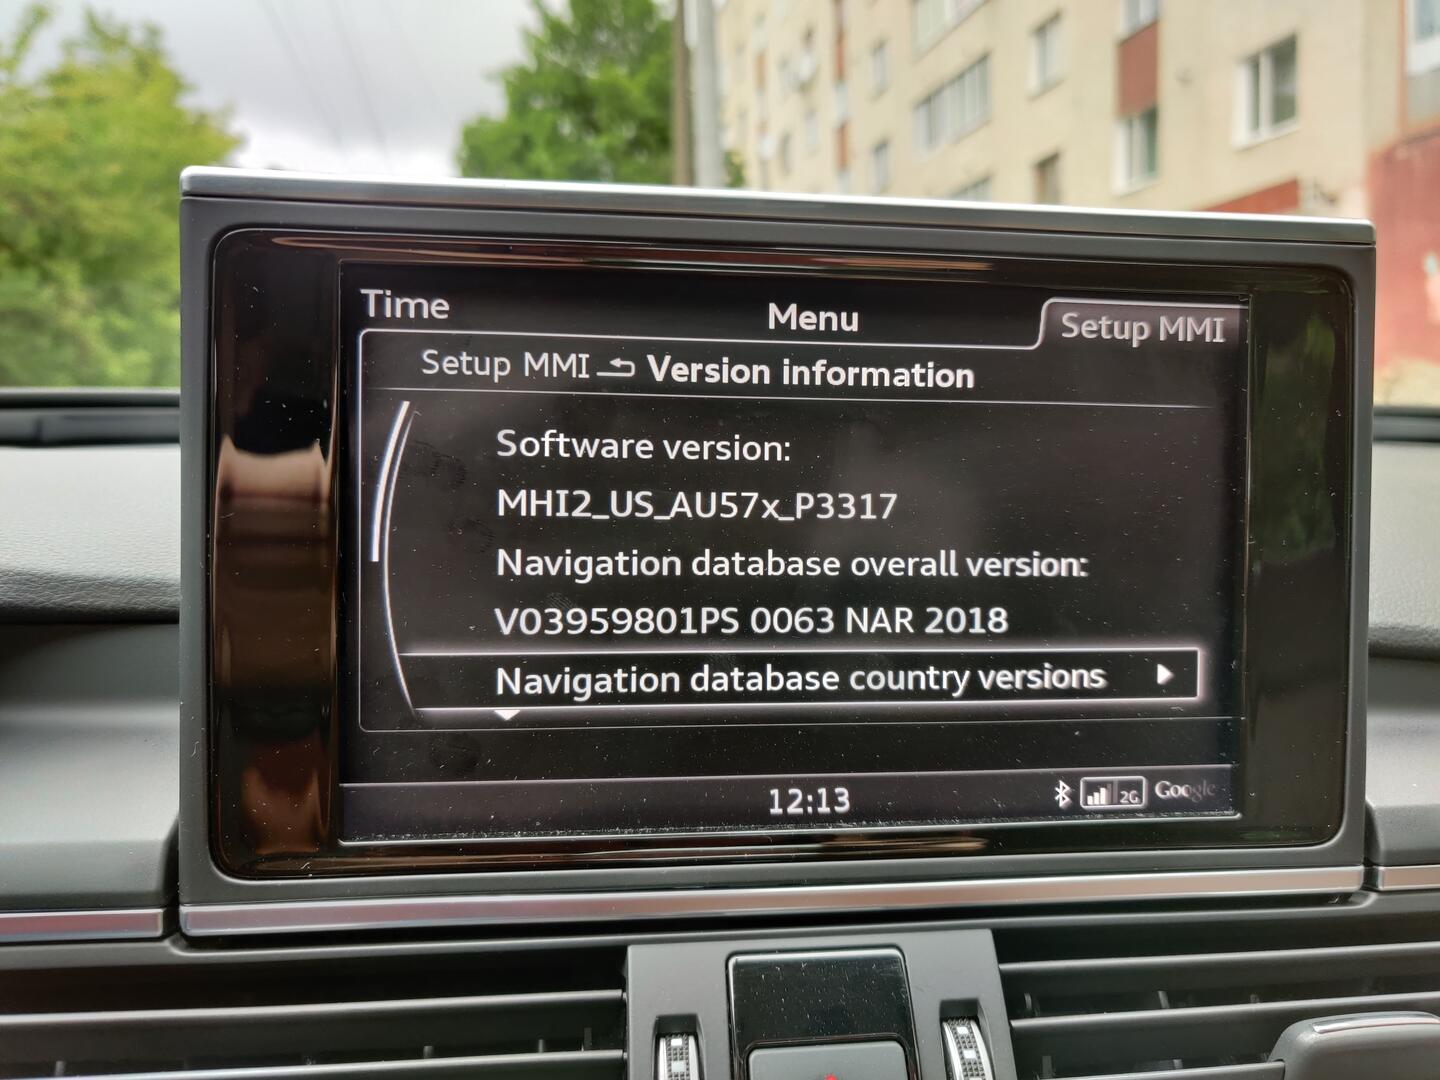 Time
Menu
Setup MMI
Setup MMI Version information
Software version:
MHI2_US_AU57x_P3317
Navigation database overall version:
V03959801PS 0063 NAR 2018
Navigation database country versions
12:13
2G
Google